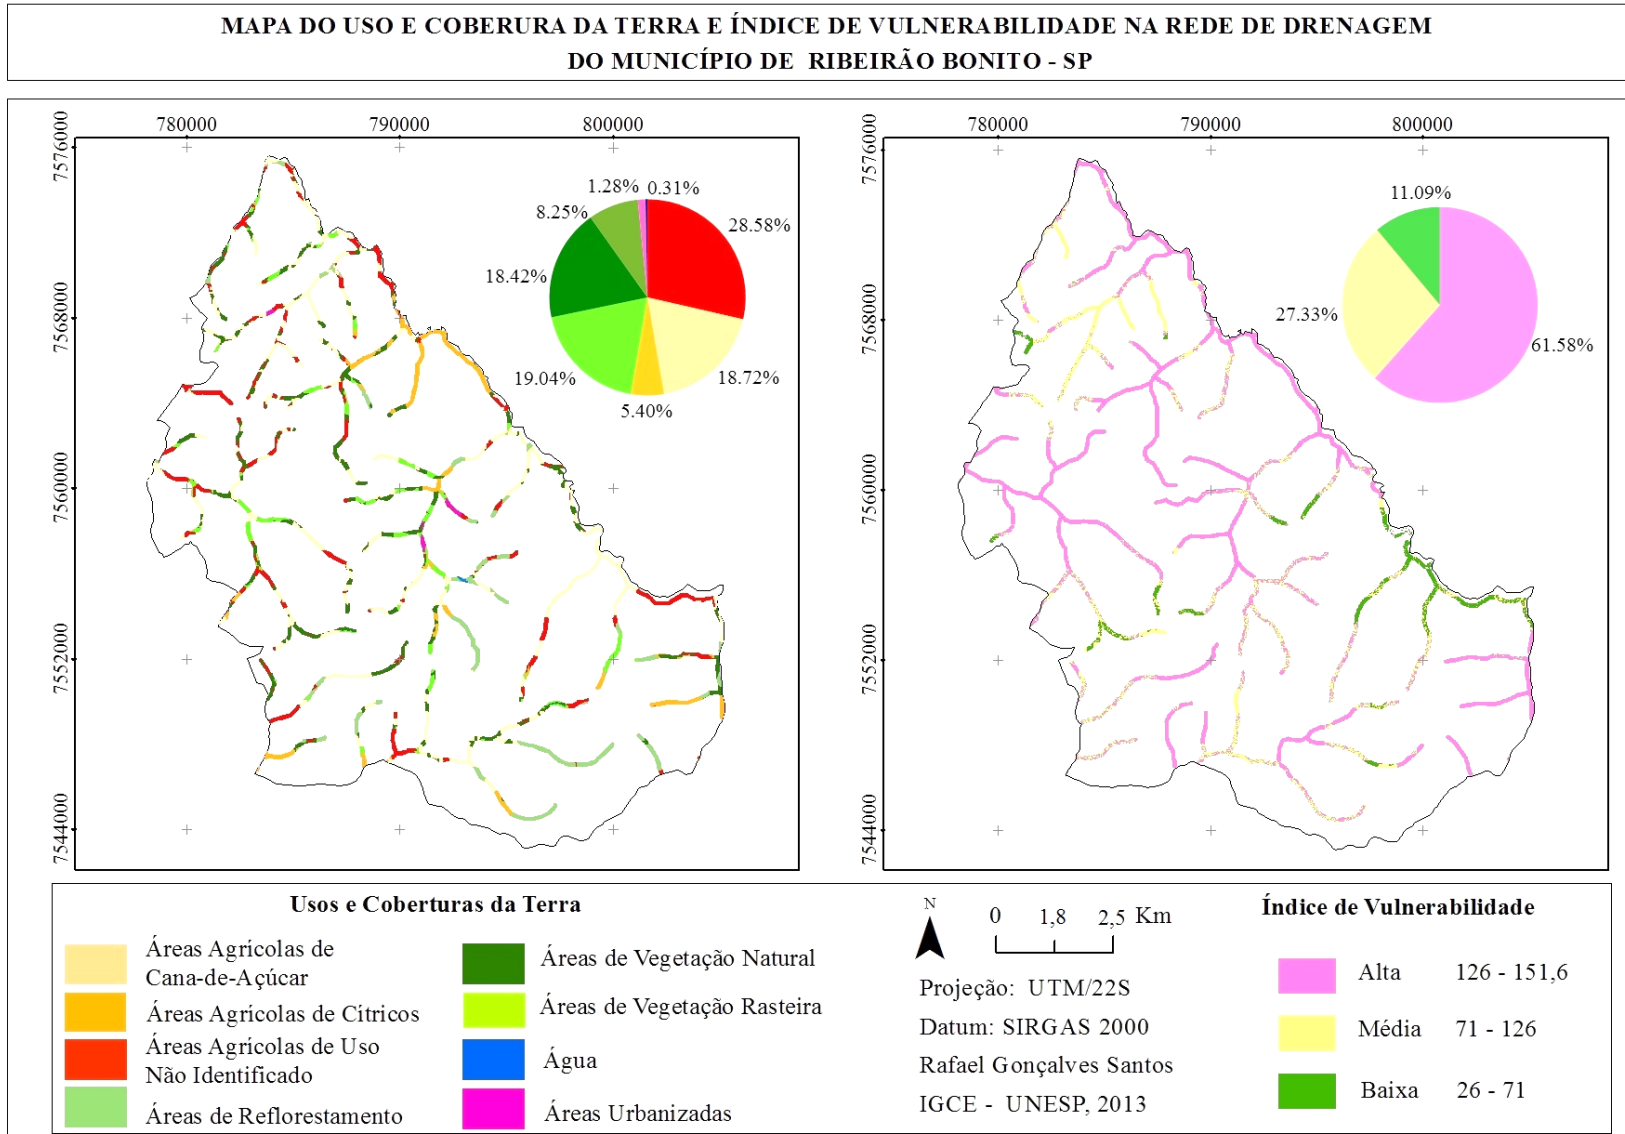 MAPA DO USO E COBERURA DA TERRA E ÍNDICE DE VULNERABILIDADE NA REDE DE DRENAGEM
DO MUNICÍPIO DE RIBEIRÃO BONITO - SP
780000
790000
800000
7576000
7568000
7560000
7552000
7544000
1.28%
0.31%
8.25%
28.58%
18.42%
19.04%
18.72%
5.40%
780000
790000
800000
7576000
7568000
7560000
7552000
7544000
11.09%
27.33%
61.58%
Usos e Coberturas da Terra
Áreas Agrícolas de
Cana-de-Açúcar
Áreas Agrícolas de Cítricos
Áreas Agrícolas de Uso
Não Identificado
Áreas de Reflorestamento
Áreas de Vegetação Natural
Áreas de Vegetação Rasteira
Água
Áreas Urbanizadas
N
0 1,8 2,5 Km
Projeção: UTM/22S
Datum: SIRGAS 2000
Rafael Gonçalves Santos
IGCE - UNESP, 2013
Índice de Vulnerabilidade
Alta 126 - 151,6
Média 71 - 126
Baixa 26 - 71